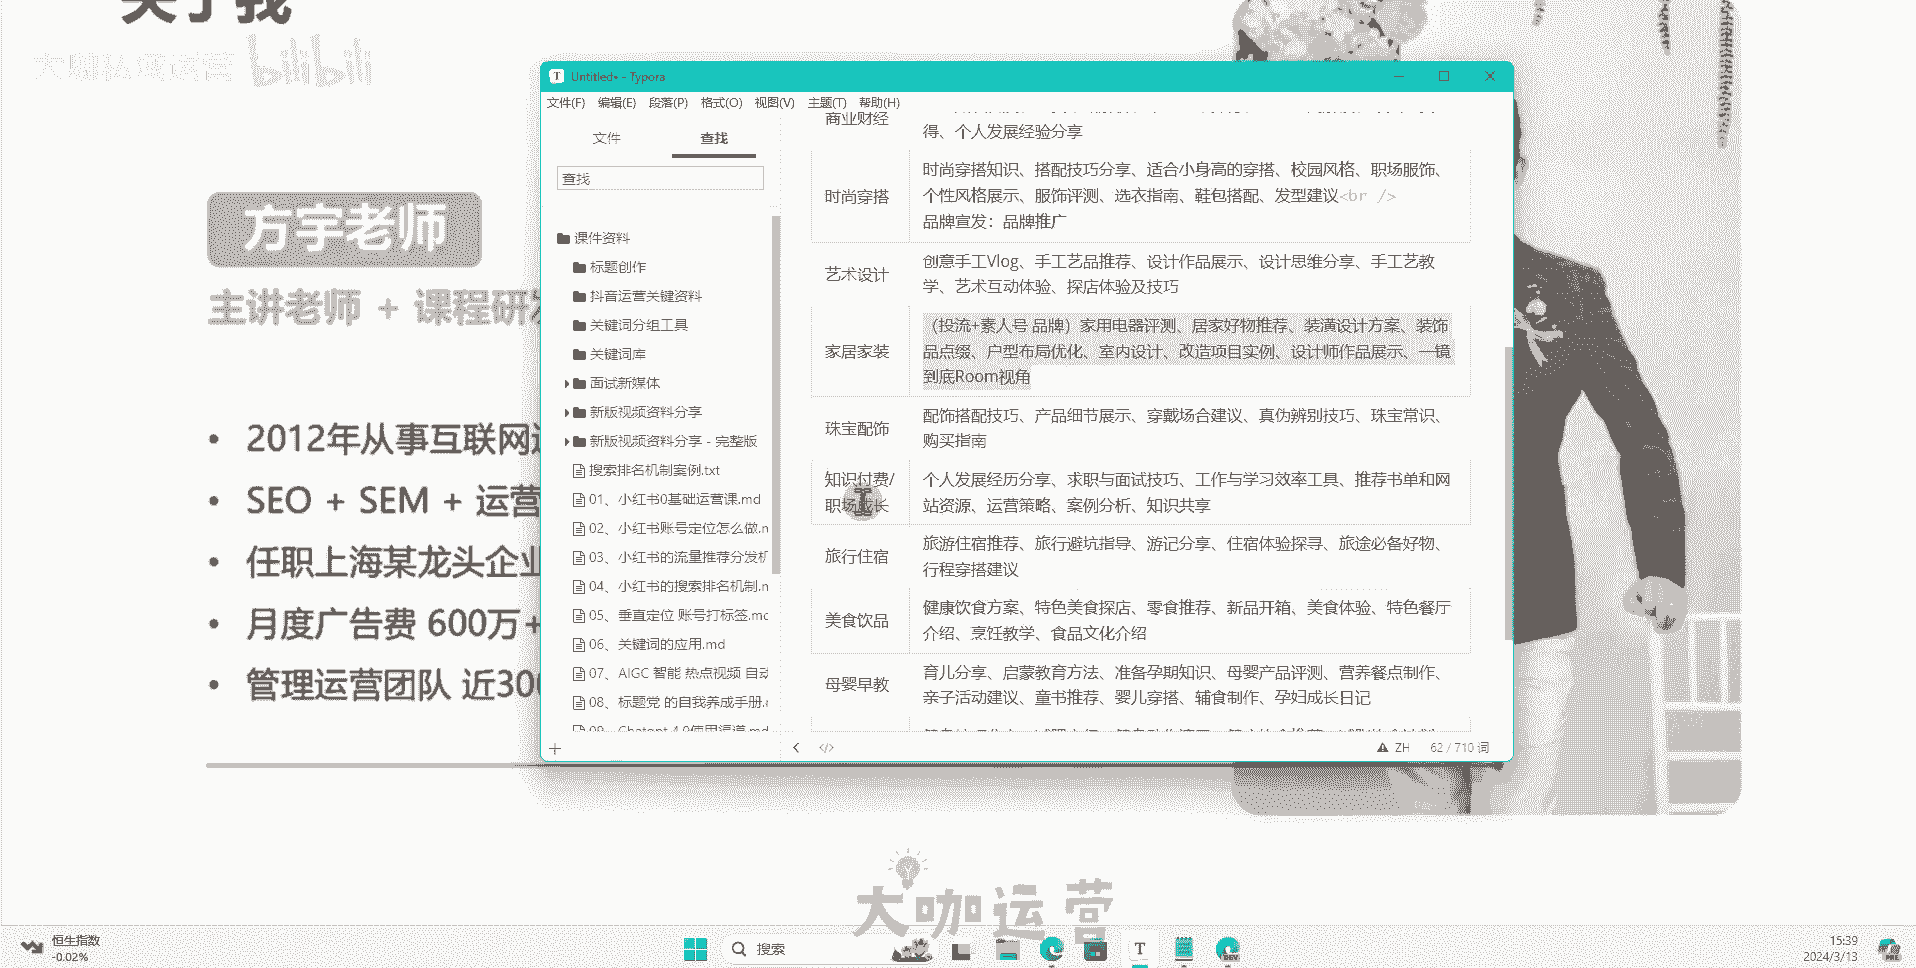 关于我
大咖私域运营 bilibili
方宇老师
主讲老师 + 课程研发
• 2012年从事互联网
• SEO + SEM + 运营
• 任职上海某龙头企业
• 月度广告费 600万+
• 管理运营团队 近300
Untitled• - Typora
文件(F) 编辑(E) 段落(P) 格式(O) 视图(V) 主题(T) 帮助(H)
文件 查找
查找
课件资料
标题创作
抖音运营关键资料
关键词分组工具
关键词库
面试新媒体
新版视频资料分享
新版视频资料分享 - 完整版
搜索排名机制案例.txt
01、小红书0基础运营课.md
02、小红书账号定位怎么做.m
03、小红书的流量推荐分发机
04、小红书的搜索排名机制.m
05、垂直定位 账号打标签.mc
06、关键词的应用.md
07、AIGC 智能 热点视频 自动
08、标题党 的自我养成手册.
09、Chatgpt 4.0使用渠道.md
商业财经
得、个人发展经验分享
时尚穿搭
时尚穿搭知识、搭配技巧分享、适合小身高的穿搭、校园风格、职场服饰、
个性风格展示、服饰评测、选衣指南、鞋包搭配、发型建议<br />
品牌宣发：品牌推广
艺术设计
创意手工Vlog、手工艺品推荐、设计作品展示、设计思维分享、手工艺教
学、艺术互动体验、探店体验及技巧
家居家装
（投流+素人号 品牌）家用电器评测、居家好物推荐、装潢设计方案、装饰
品点缀、户型布局优化、室内设计、改造项目实例、设计师作品展示、一镜
到底Room视角
珠宝配饰
配饰搭配技巧、产品细节展示、穿戴场合建议、真伪辨别技巧、珠宝常识、
购买指南
知识付费/
职场成长
个人发展经历分享、求职与面试技巧、工作与学习效率工具、推荐书单和网
站资源、运营策略、案例分析、知识共享
旅行住宿
旅游住宿推荐、旅行避坑指导、游记分享、住宿体验探寻、旅途必备好物、
行程穿搭建议
美食饮品
健康饮食方案、特色美食探店、零食推荐、新品开箱、美食体验、特色餐厅
介绍、烹饪教学、食品文化介绍
母婴早教
育儿分享、启蒙教育方法、准备孕期知识、母婴产品评测、营养餐点制作、
亲子活动建议、童书推荐、婴儿穿搭、辅食制作、孕妇成长日记
ZH 62 / 710 词
大咖运营
恒生指数
-0.02%
搜索
15:39
2024/3/13